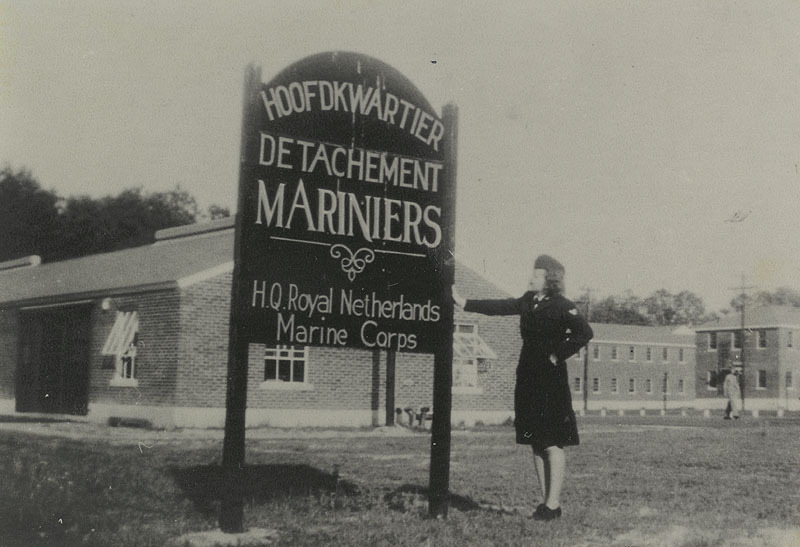 HOOFDKWARTIER
DETACHEMENT
MARINIERS
H.Q. Royal Netherlands
Marine Corps